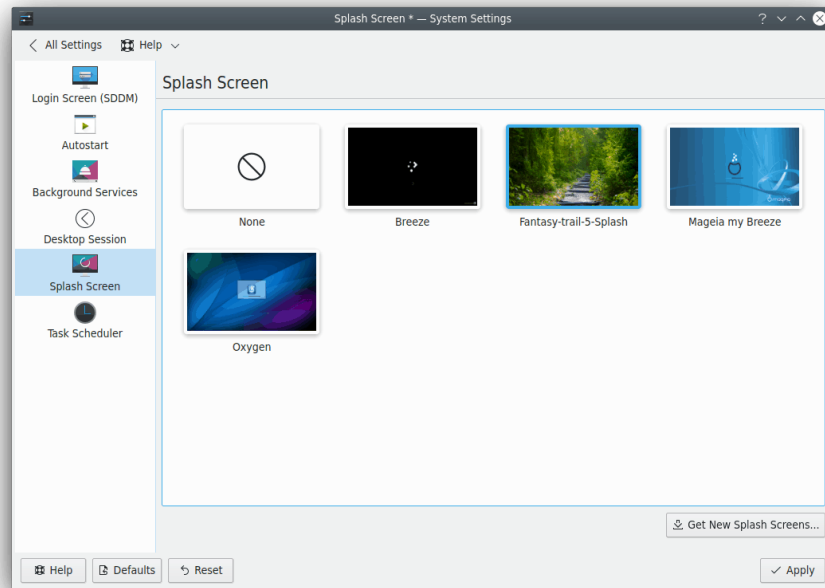 Splash Screen * — System Settings
All Settings
Help
Login Screen (SDDM)
Autostart
Background Services
Desktop Session
Splash Screen
Task Scheduler
Splash Screen
None
Breeze
Fantasy-trail-5-Splash
Mageia my Breeze
Oxygen
Get New Splash Screens...
Help
Defaults
Reset
Apply